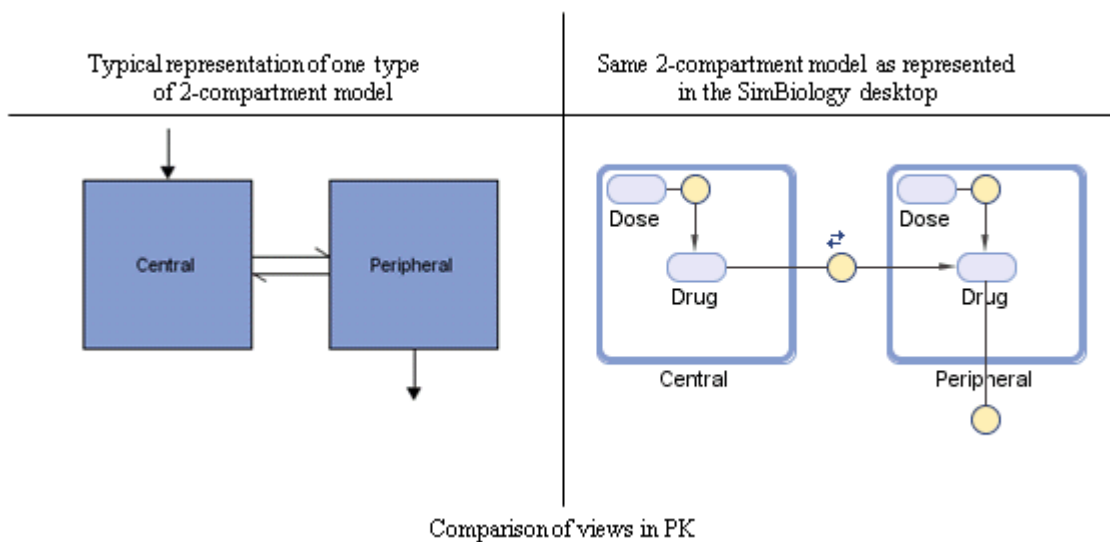 Typical representation of one type
of 2-compartment model
Same 2-compartment model as represented
in the SimBiology desktop
Central
Peripheral
Dose
Drug
Central
Dose
Drug
Peripheral
Comparison of views in PK